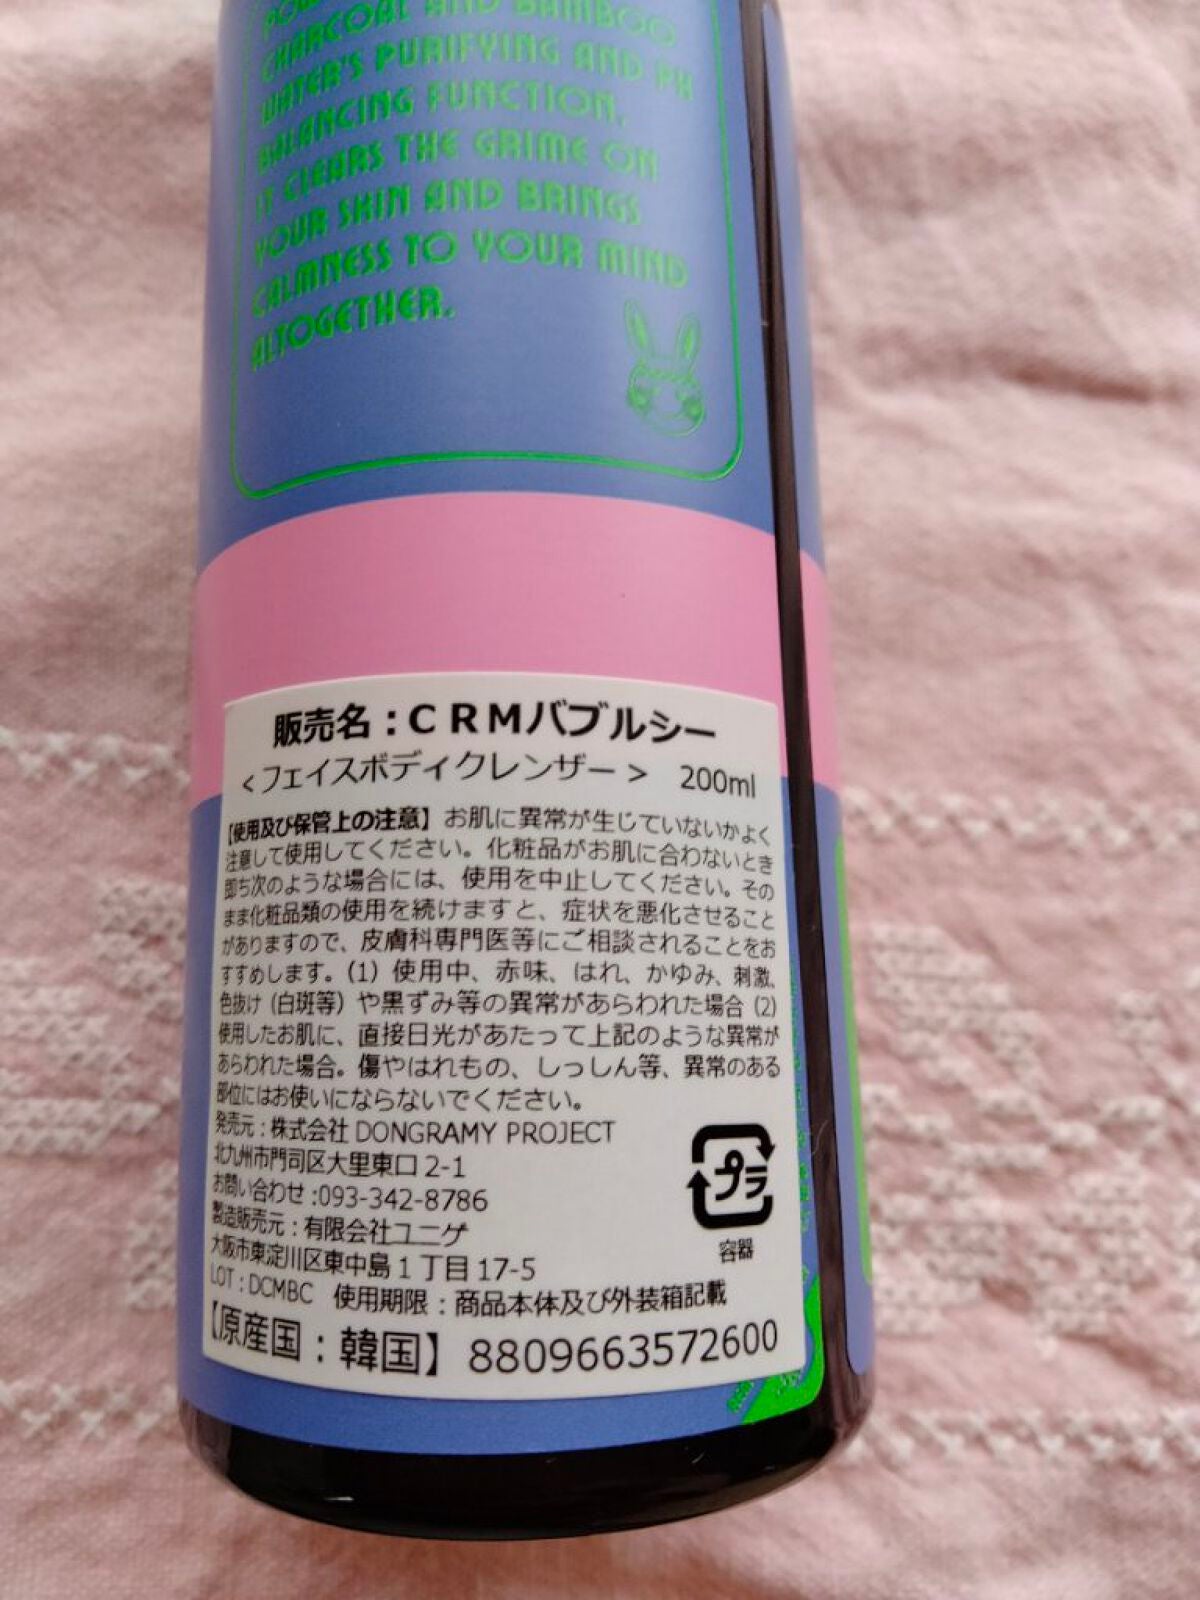 CHARCOAL AND BAMBOO
WATER'S PURIFYING AND PH
BALANCING FUNCTION.
IT CLEARS THE GRIME ON
YOUR SKIN AND BRINGS
CALMNESS TO YOUR MIND
ALTOGETHER.
販売名：ＣＲＭバブルシー
＜フェイスボディクレンザー＞ 200ml
【使用及び保管上の注意】お肌に異常が生じていないかよく
注意して使用してください。化粧品がお肌に合わないとき
即ち次のような場合には、使用を中止してください。その
まま化粧品類の使用を続けますと、症状を悪化させること
がありますので、皮膚科専門医等にご相談されることをお
すすめします。(1) 使用中、赤味、はれ、かゆみ、刺激、
色抜け（白斑等）や黒ずみ等の異常があらわれた場合 (2)
使用したお肌に、直接日光があたって上記のような異常が
あらわれた場合。傷やはれもの、しっしん等、異常のある
部位にはお使いにならないでください。
発売元：株式会社 DONGRAMY PROJECT
北九州市門司区大里東口 2-1
お問い合わせ:093-342-8786
製造販売元：有限会社ユニゲ
大阪市東淀川区東中島１丁目 17-5
LOT：DCMBC 使用期限：商品本体及び外装箱記載
【原産国：韓国】 8809663572600
プラ
容器